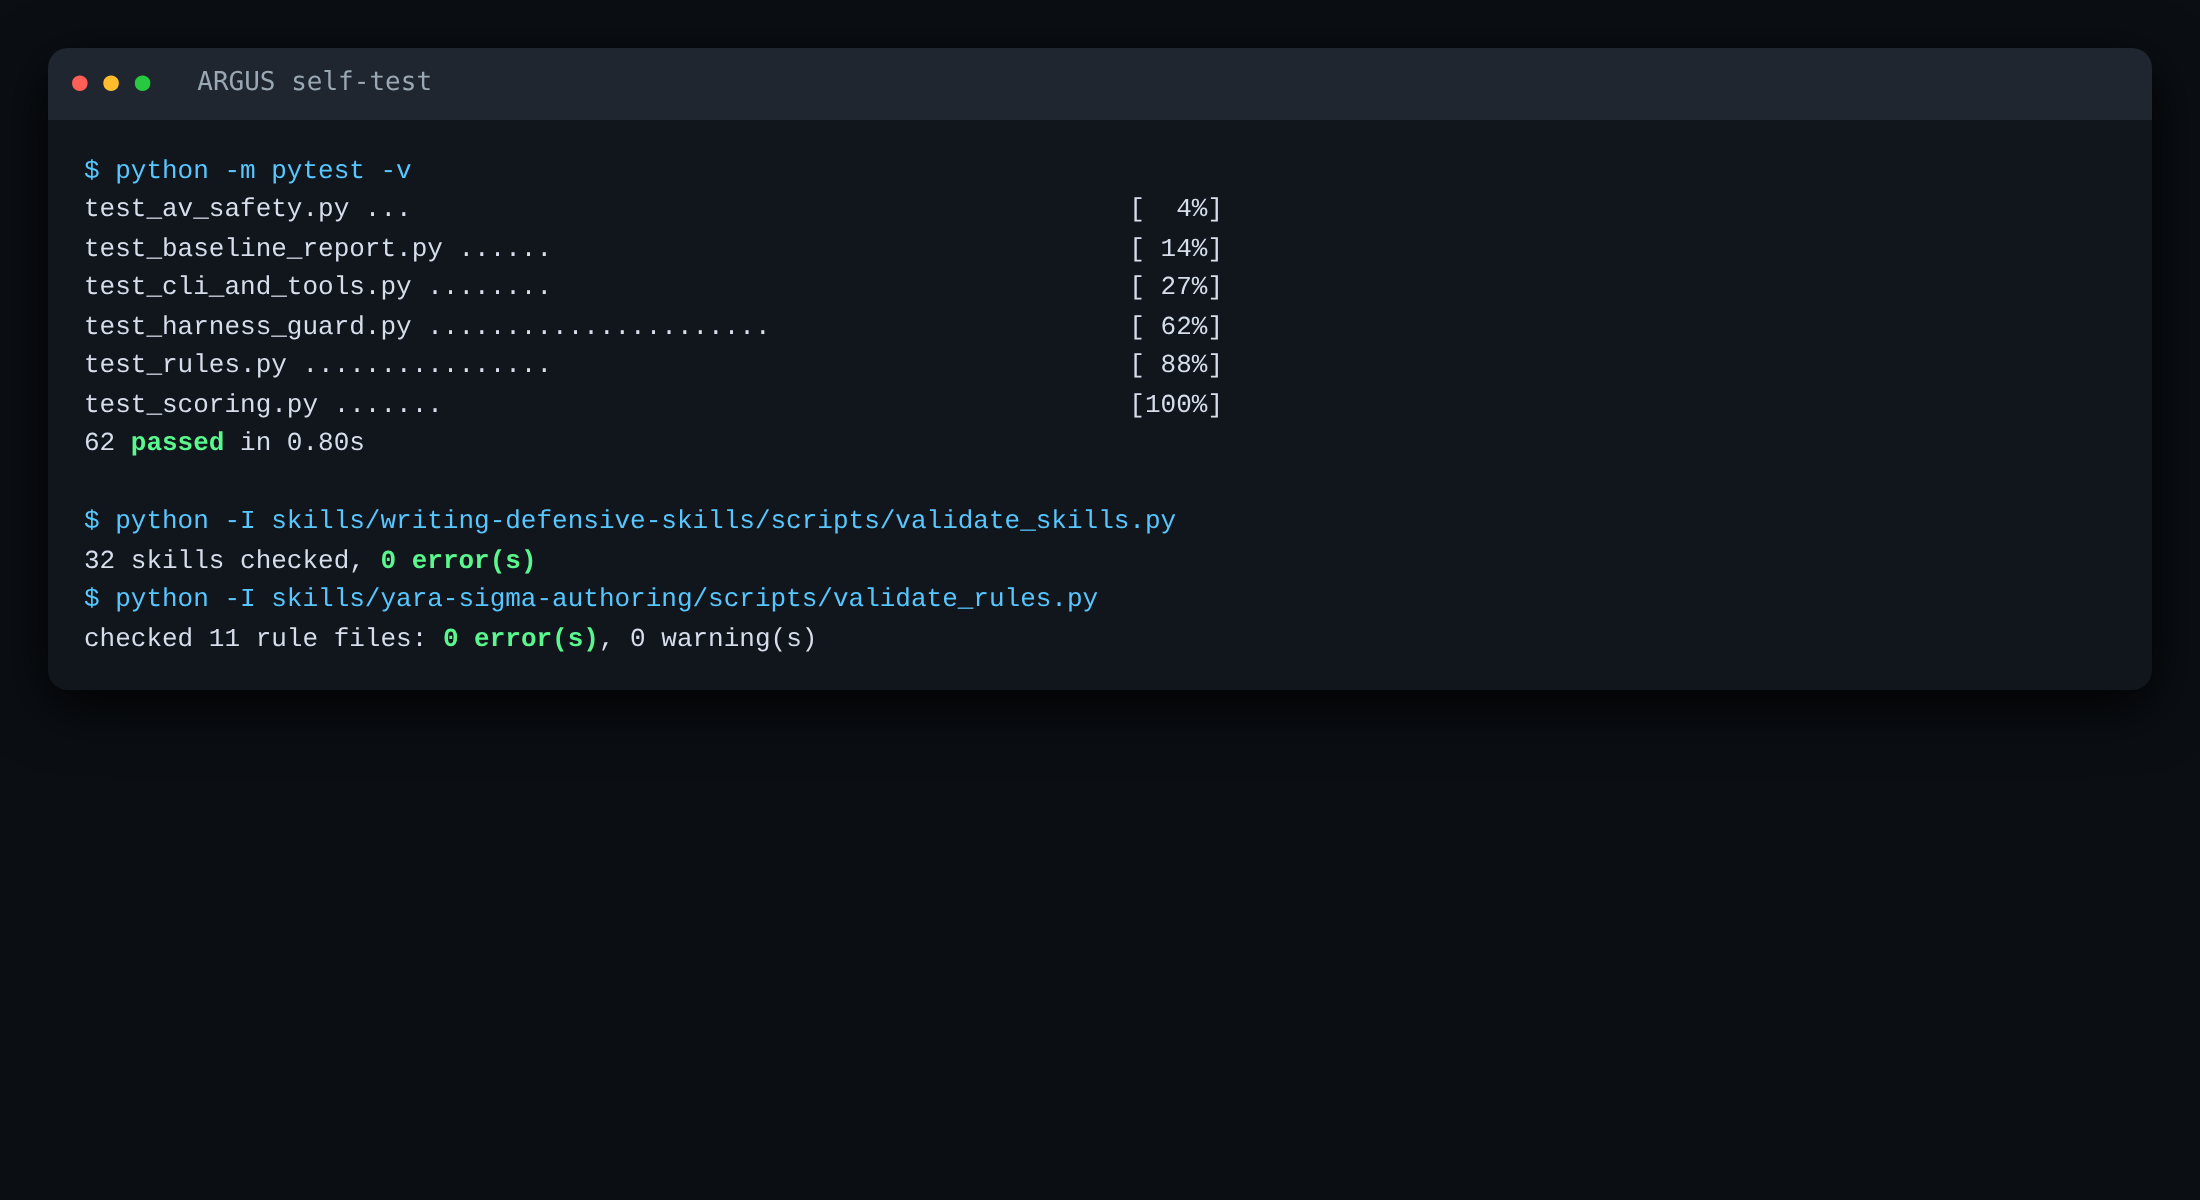 ARGUS self-test
$ python -m pytest -v
test_av_safety.py ... [  4%]
test_baseline_report.py ...... [ 14%]
test_cli_and_tools.py ........ [ 27%]
test_harness_guard.py ...................... [ 62%]
test_rules.py ................ [ 88%]
test_scoring.py ....... [100%]
62 passed in 0.80s
$ python -I skills/writing-defensive-skills/scripts/validate_skills.py
32 skills checked, 0 error(s)
$ python -I skills/yara-sigma-authoring/scripts/validate_rules.py
checked 11 rule files: 0 error(s), 0 warning(s)